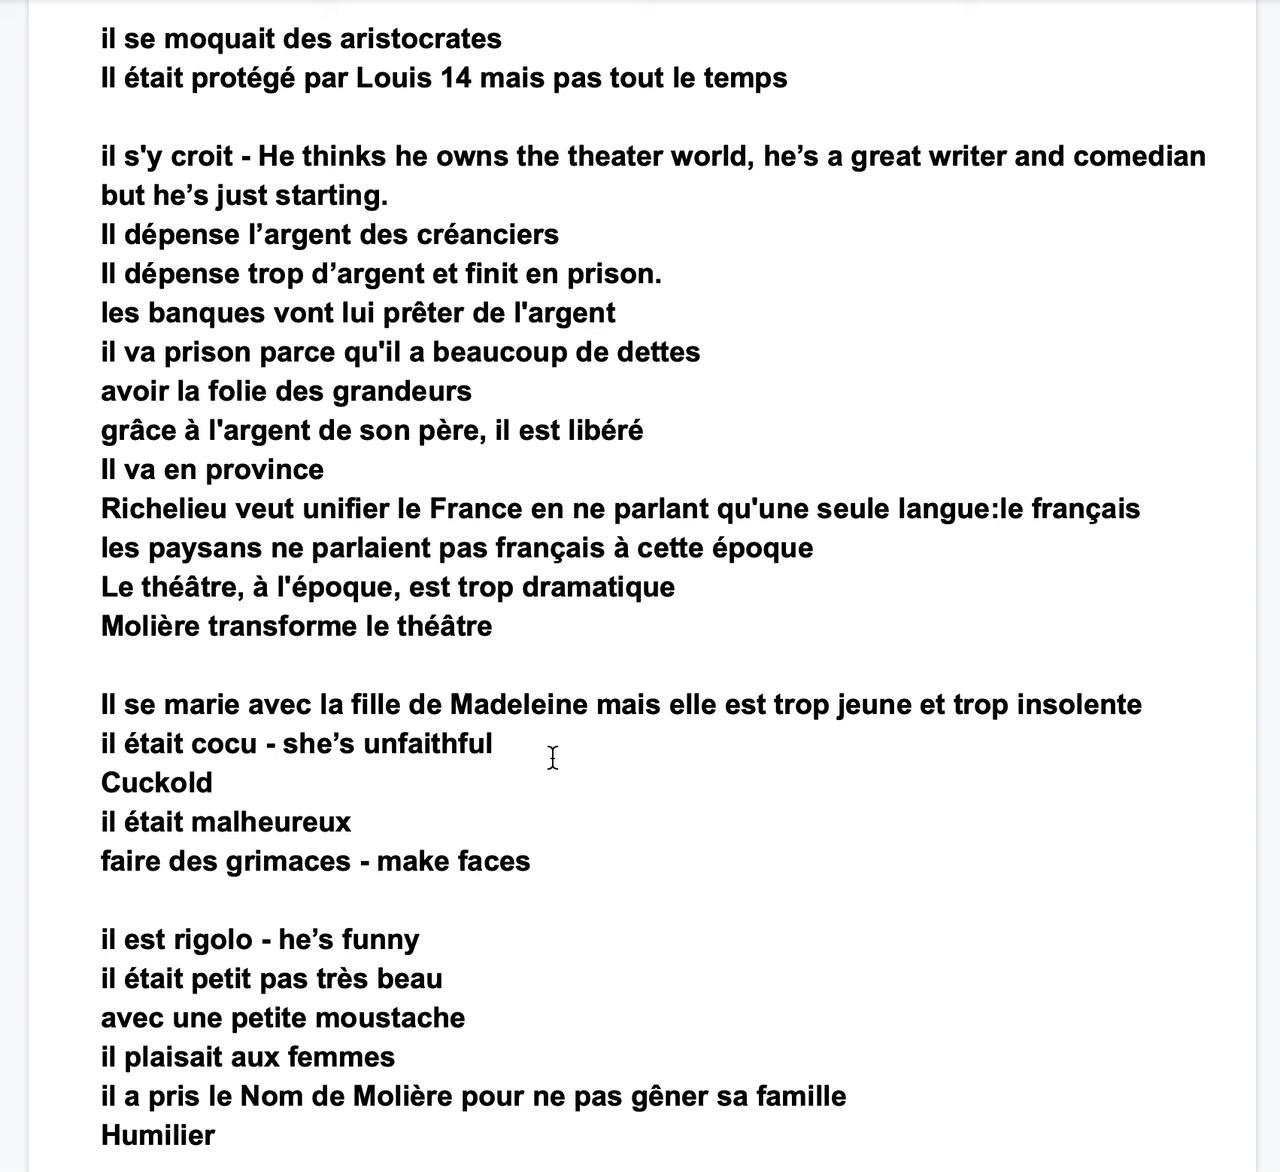 il se moquait des aristocrates
Il était protégé par Louis 14 mais pas tout le temps
il s'y croit - He thinks he owns the theater world, he’s a great writer and comedian
but he’s just starting.
Il dépense l’argent des créanciers
Il dépense trop d’argent et finit en prison.
les banques vont lui prêter de l'argent
il va prison parce qu'il a beaucoup de dettes
avoir la folie des grandeurs
grâce à l'argent de son père, il est libéré
Il va en province
Richelieu veut unifier le France en ne parlant qu'une seule langue:le français
les paysans ne parlaient pas français à cette époque
Le théâtre, à l'époque, est trop dramatique
Molière transforme le théâtre
Il se marie avec la fille de Madeleine mais elle est trop jeune et trop insolente
il était cocu - she’s unfaithful
Cuckold
il était malheureux
faire des grimaces - make faces
il est rigolo - he’s funny
il était petit pas très beau
avec une petite moustache
il plaisait aux femmes
il a pris le Nom de Molière pour ne pas gêner sa famille
Humilier